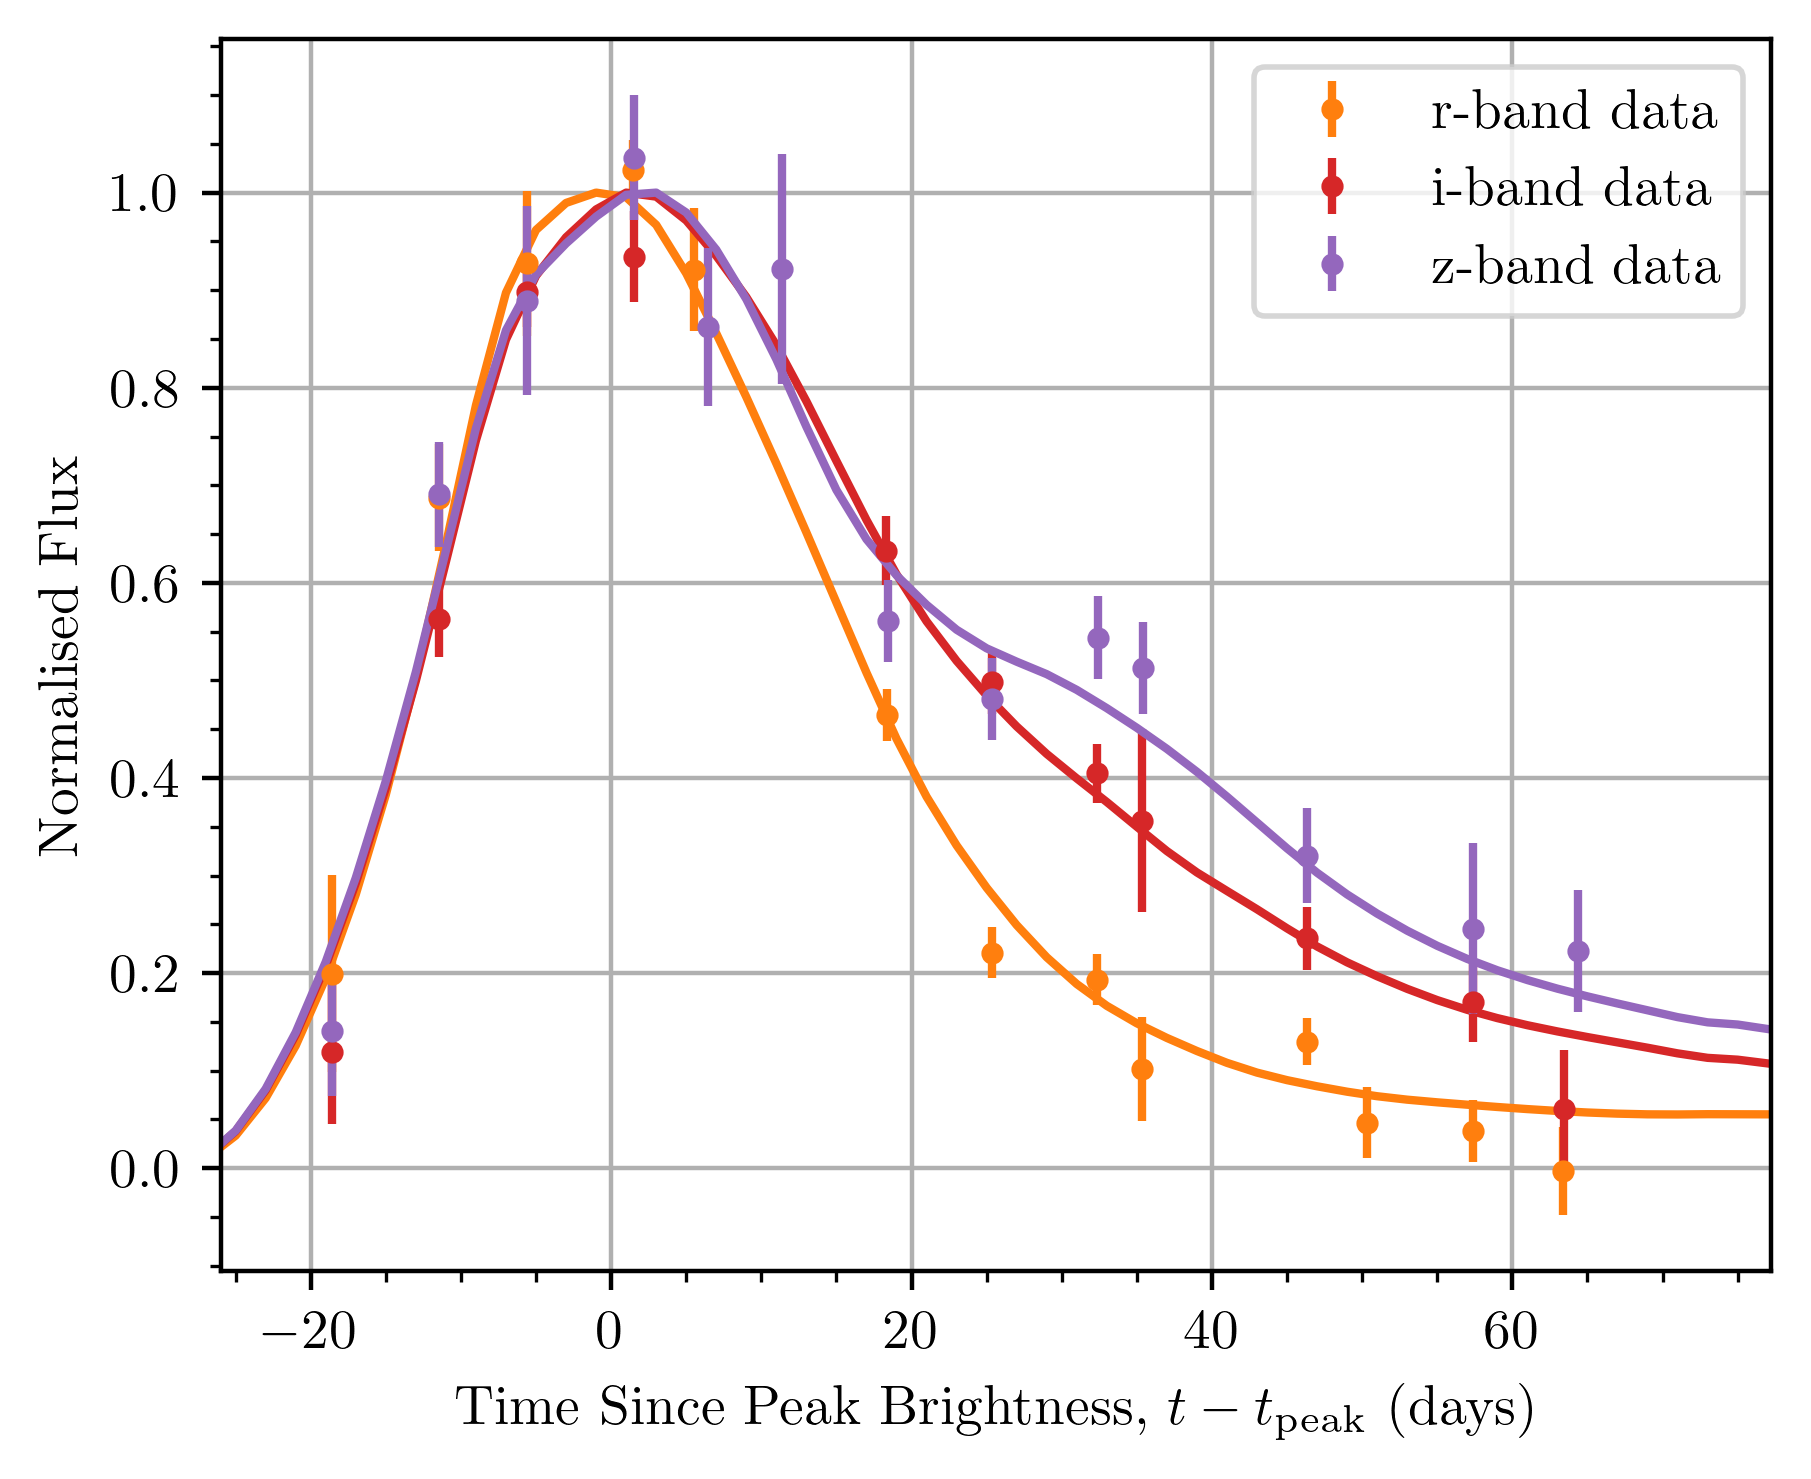 r-band data
i-band data
z-band data
1.0
0.8
0.6
0.4
0.2
0.0
Normalised Flux
−20 0 20 40 60
Time Since Peak Brightness, t − tpeak (days)